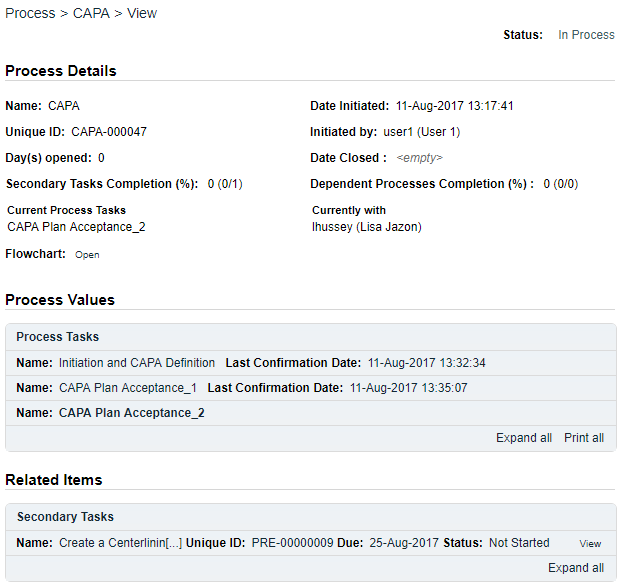 Process > CAPA > View
Status: In Process
Process Details
Name: CAPA Date Initiated: 11-Aug-2017 13:17:41
Unique ID: CAPA-000047 Initiated by: user1 (User 1)
Day(s) opened: 0 Date Closed : <empty>
Secondary Tasks Completion (%): 0 (0/1) Dependent Processes Completion (%) : 0 (0/0)
Current Process Tasks Currently with
CAPA Plan Acceptance_2 lhussey (Lisa Jazon)
Flowchart: Open
Process Values
Process Tasks
Name: Initiation and CAPA Definition Last Confirmation Date: 11-Aug-2017 13:32:34
Name: CAPA Plan Acceptance_1 Last Confirmation Date: 11-Aug-2017 13:35:07
Name: CAPA Plan Acceptance_2
Expand all Print all
Related Items
Secondary Tasks
Name: Create a Centerlinin[...] Unique ID: PRE-00000009 Due: 25-Aug-2017 Status: Not Started View
Expand all